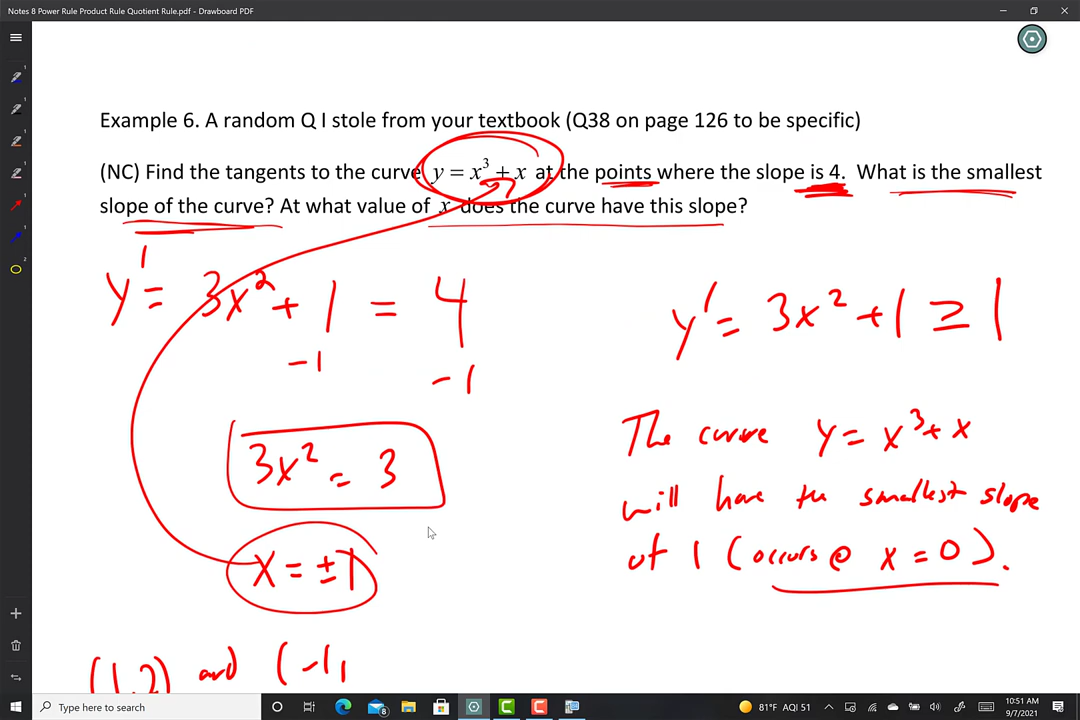 Notes 8 Power Rule Product Rule Quotient Rule.pdf - Drawboard PDF
Example 6. A random Q I stole from your textbook (Q38 on page 126 to be specific)
(NC) Find the tangents to the curve y = x³ + x at the points where the slope is 4. What is the smallest
slope of the curve? At what value of x does the curve have this slope?
y' = 3x² + 1 = 4
-1 -1
3x² = 3
x = ±1
(1,2) and (-1,
y' = 3x² + 1 ≥ 1
The curve y = x³ + x
will have the smallest slope
of 1 (occurs @ x = 0).
Type here to search
8
81°F AQI 51
10:51 AM
9/7/2021